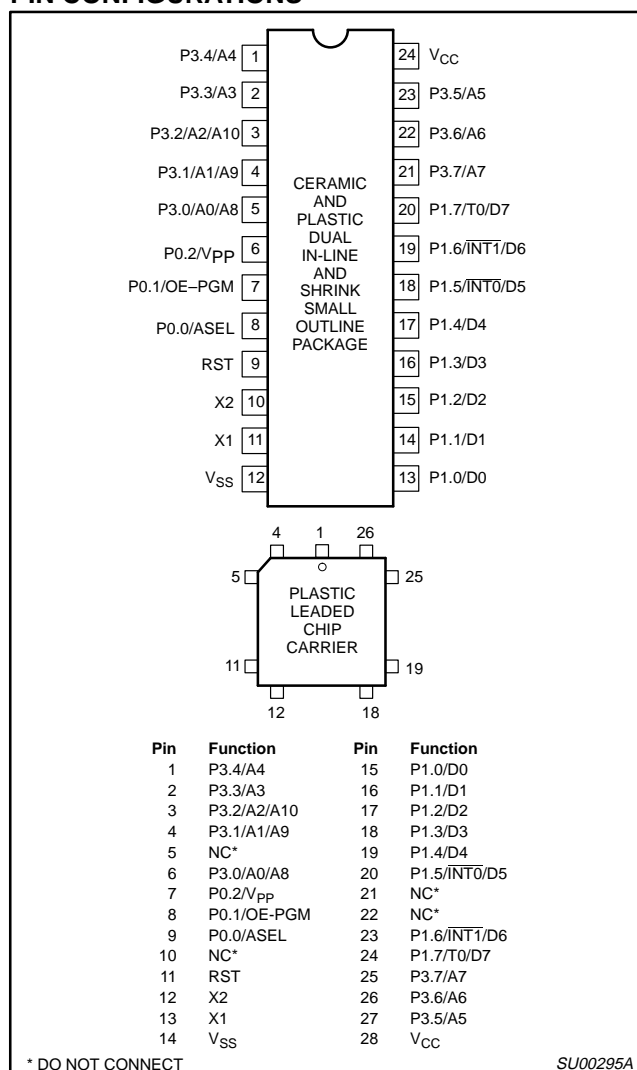 PIN CONFIGURATIONS
P3.4/A4 1 24 VCC
P3.3/A3 2 23 P3.5/A5
P3.2/A2/A10 3 22 P3.6/A6
P3.1/A1/A9 4 21 P3.7/A7
P3.0/A0/A8 5 20 P1.7/T0/D7
P0.2/VPP 6 19 P1.6/INT1/D6
P0.1/OE–PGM 7 18 P1.5/INT0/D5
P0.0/ASEL 8 17 P1.4/D4
RST 9 16 P1.3/D3
X2 10 15 P1.2/D2
X1 11 14 P1.1/D1
VSS 12 13 P1.0/D0
CERAMIC
AND
PLASTIC
DUAL
IN-LINE
AND
SHRINK
SMALL
OUTLINE
PACKAGE
4 1 26
5 25
PLASTIC
LEADED
CHIP
CARRIER
11 19
12 18
Pin Function Pin Function
1 P3.4/A4 15 P1.0/D0
2 P3.3/A3 16 P1.1/D1
3 P3.2/A2/A10 17 P1.2/D2
4 P3.1/A1/A9 18 P1.3/D3
5 NC* 19 P1.4/D4
6 P3.0/A0/A8 20 P1.5/INT0/D5
7 P0.2/VPP 21 NC*
8 P0.1/OE-PGM 22 NC*
9 P0.0/ASEL 23 P1.6/INT1/D6
10 NC* 24 P1.7/T0/D7
11 RST 25 P3.7/A7
12 X2 26 P3.6/A6
13 X1 27 P3.5/A5
14 VSS 28 VCC
* DO NOT CONNECT SU00295A